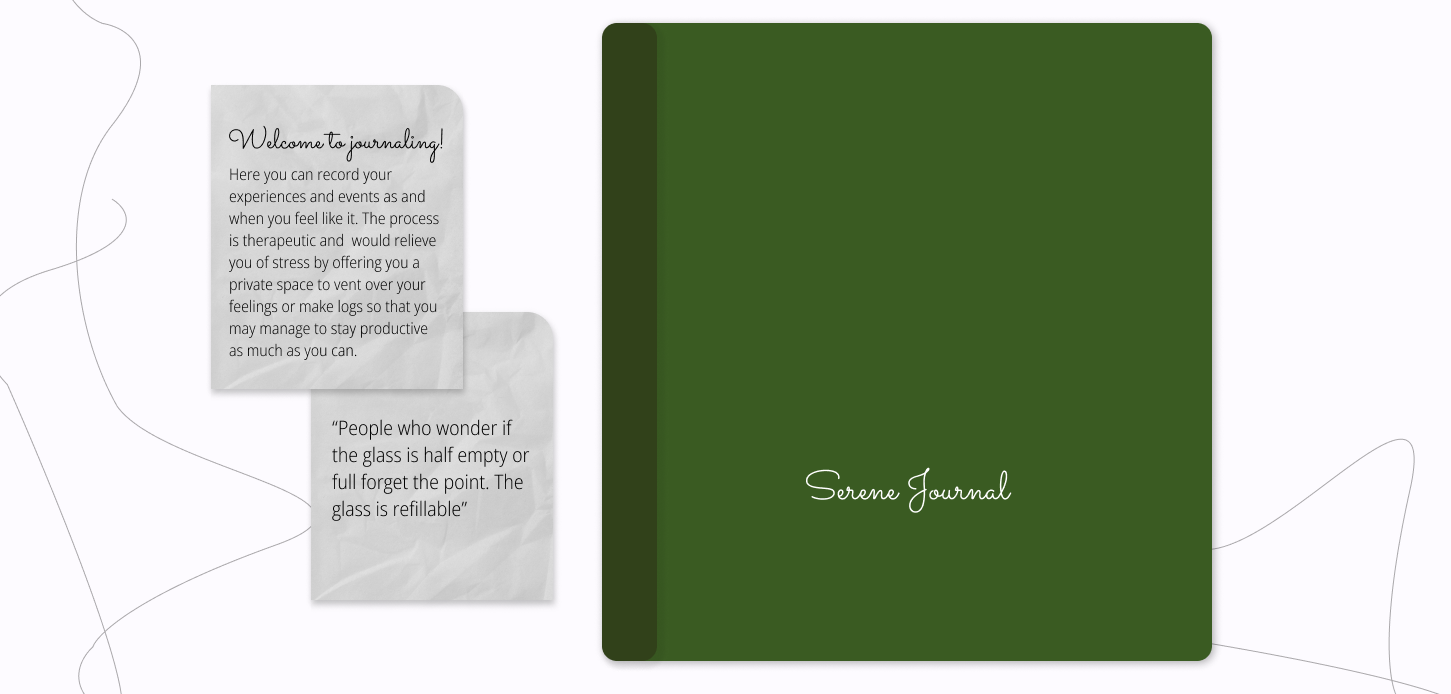 Welcome to journaling!
Here you can record your
experiences and events as and
when you feel like it. The process
is therapeutic and  would relieve
you of stress by offering you a
private space to vent over your
feelings or make logs so that you
may manage to stay productive
as much as you can.
“People who wonder if
the glass is half empty or
full forget the point. The
glass is refillable”
Serene Journal